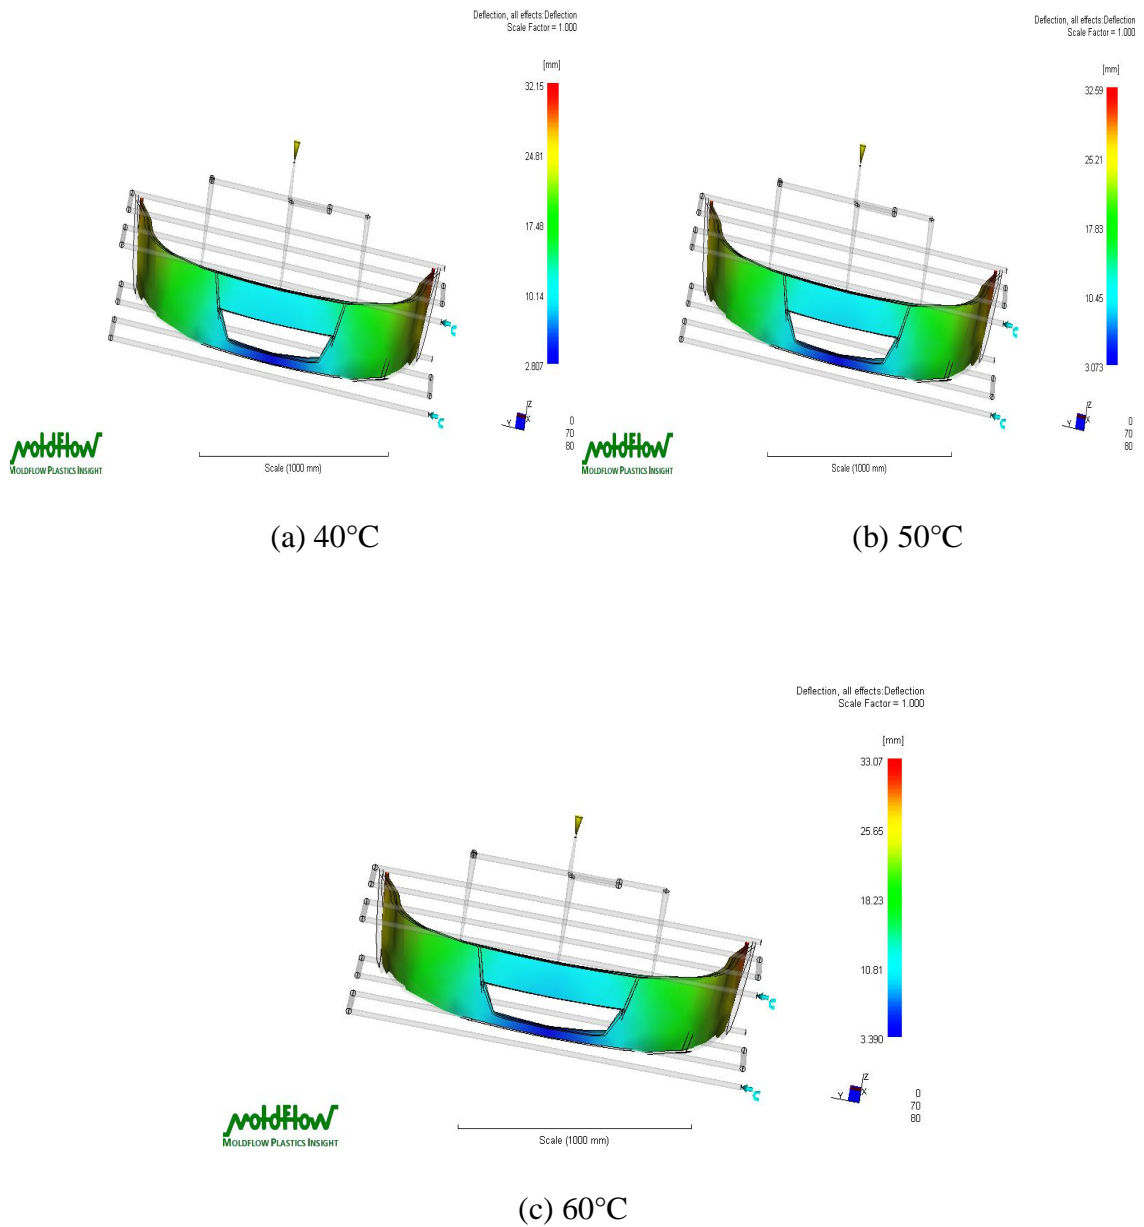 Deflection, all effects:Deflection
Scale Factor = 1.000
[mm]
32.15
24.81
17.48
10.14
2.807
Z
Y
X
0
70
80
moldflow
MOLDFLOW PLASTICS INSIGHT
Scale (1000 mm)
(a) 40°C
Deflection, all effects:Deflection
Scale Factor = 1.000
[mm]
32.59
25.21
17.83
10.45
3.073
Z
Y
X
0
70
80
moldflow
MOLDFLOW PLASTICS INSIGHT
Scale (1000 mm)
(b) 50°C
Deflection, all effects:Deflection
Scale Factor = 1.000
[mm]
33.07
25.65
18.23
10.81
3.390
Z
Y
X
0
70
80
moldflow
MOLDFLOW PLASTICS INSIGHT
Scale (1000 mm)
(c) 60°C